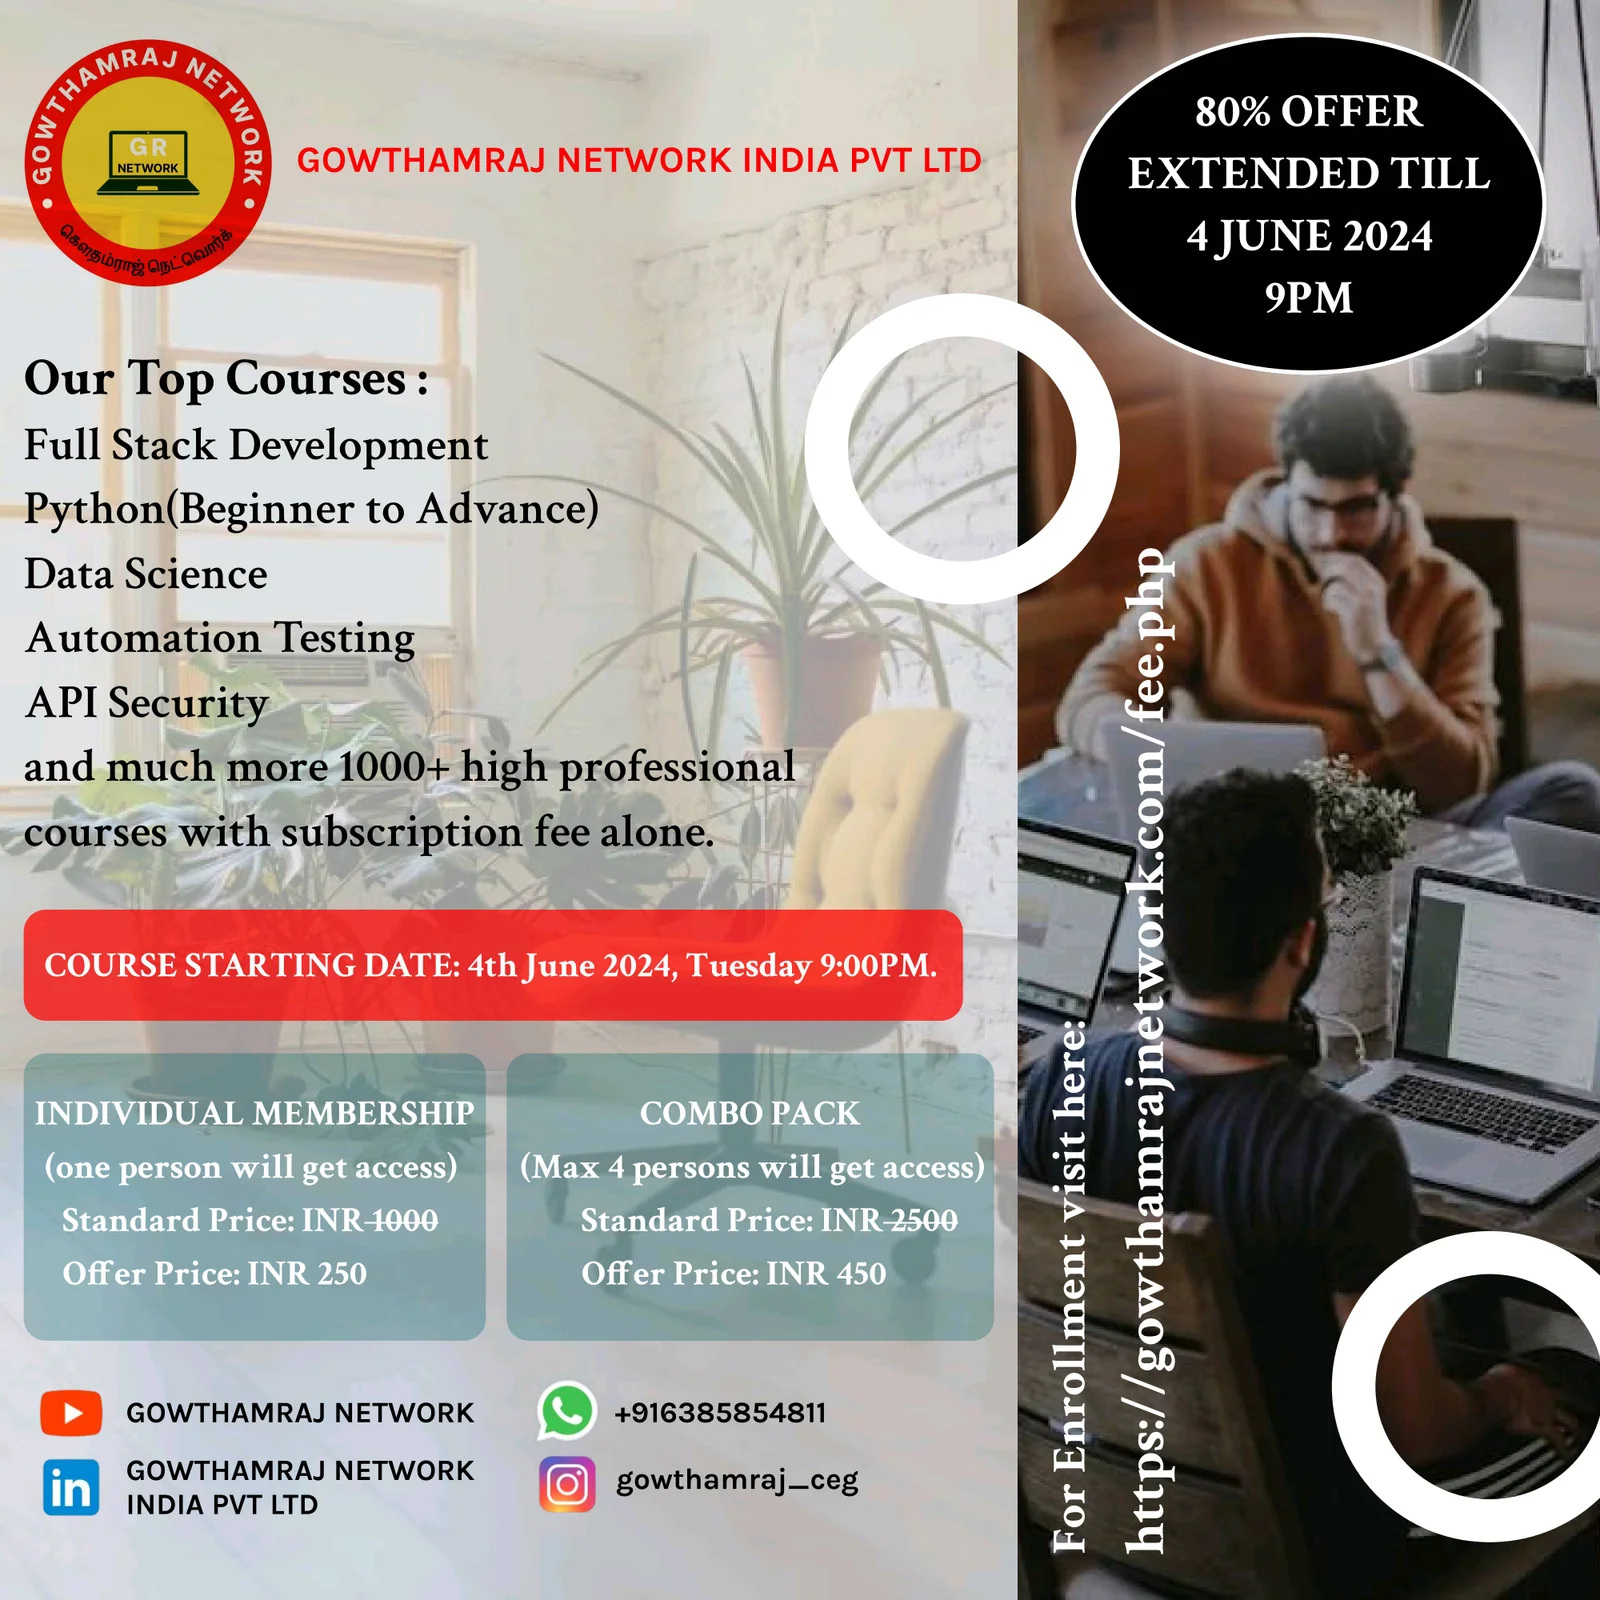 GOWTHAMRAJ NETWORK
GR
NETWORK
கௌதம்ராஜ் நெட்வொர்க்
GOWTHAMRAJ NETWORK INDIA PVT LTD
80% OFFER
EXTENDED TILL
4 JUNE 2024
9PM
Our Top Courses :
Full Stack Development
Python(Beginner to Advance)
Data Science
Automation Testing
API Security
and much more 1000+ high professional
courses with subscription fee alone.
COURSE STARTING DATE: 4th June 2024, Tuesday 9:00PM.
INDIVIDUAL MEMBERSHIP
(one person will get access)
Standard Price: INR 1000
Offer Price: INR 250
COMBO PACK
(Max 4 persons will get access)
Standard Price: INR 2500
Offer Price: INR 450
GOWTHAMRAJ NETWORK
+916385854811
GOWTHAMRAJ NETWORK
INDIA PVT LTD
gowthamraj_ceg
For Enrollment visit here:
https://gowthamrajnetwork.com/fee.php